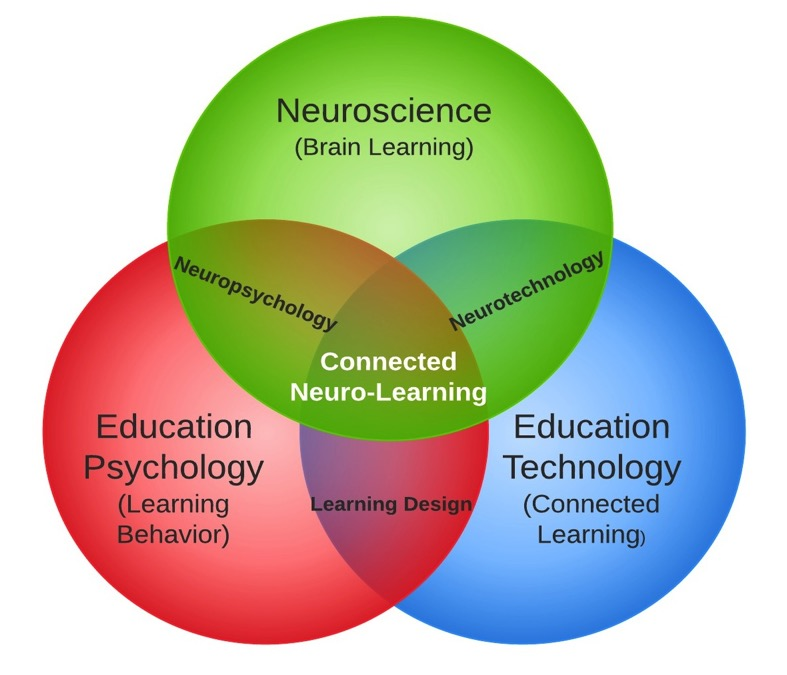 Neuroscience
(Brain Learning)
Neuropsychology
Neurotechnology
Connected
Neuro-Learning
Education
Psychology
(Learning
Behavior)
Education
Technology
(Connected
Learning)
Learning Design